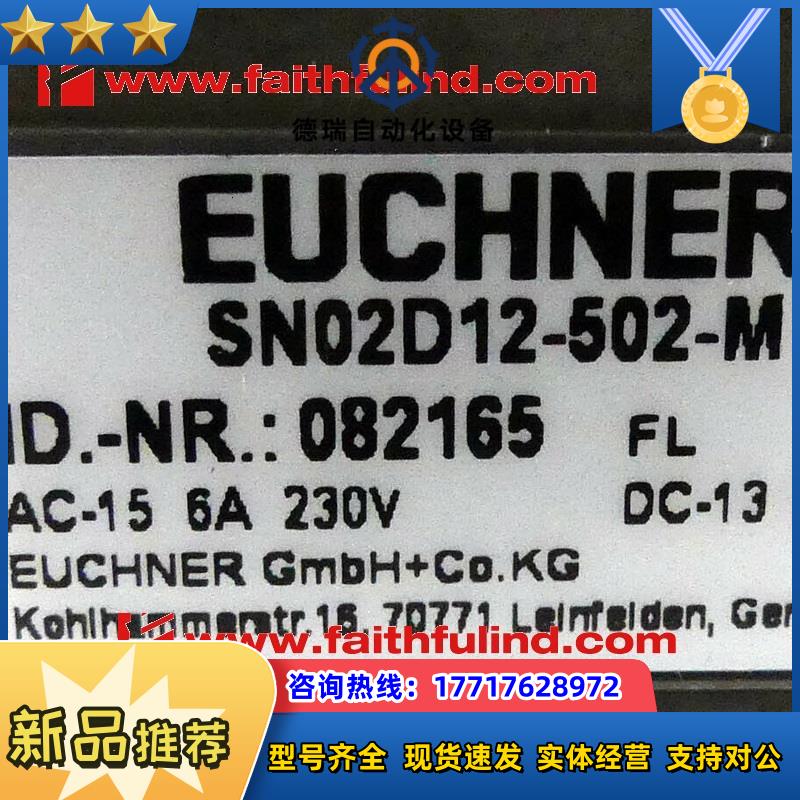 www.faithfulind.com
德瑞自动化设备
EUCHNER
SN02D12-502-M
ID.-NR.: 082165 FL
AC-15 6A 230V DC-13
EUCHNER GmbH+Co.KG
Kohlhammerstr.16, 70771 Leinfelden, Ger
www.faithfulind.com
咨询热线：17717628972
新品推荐
型号齐全 现货速发 实体经营 支持对公